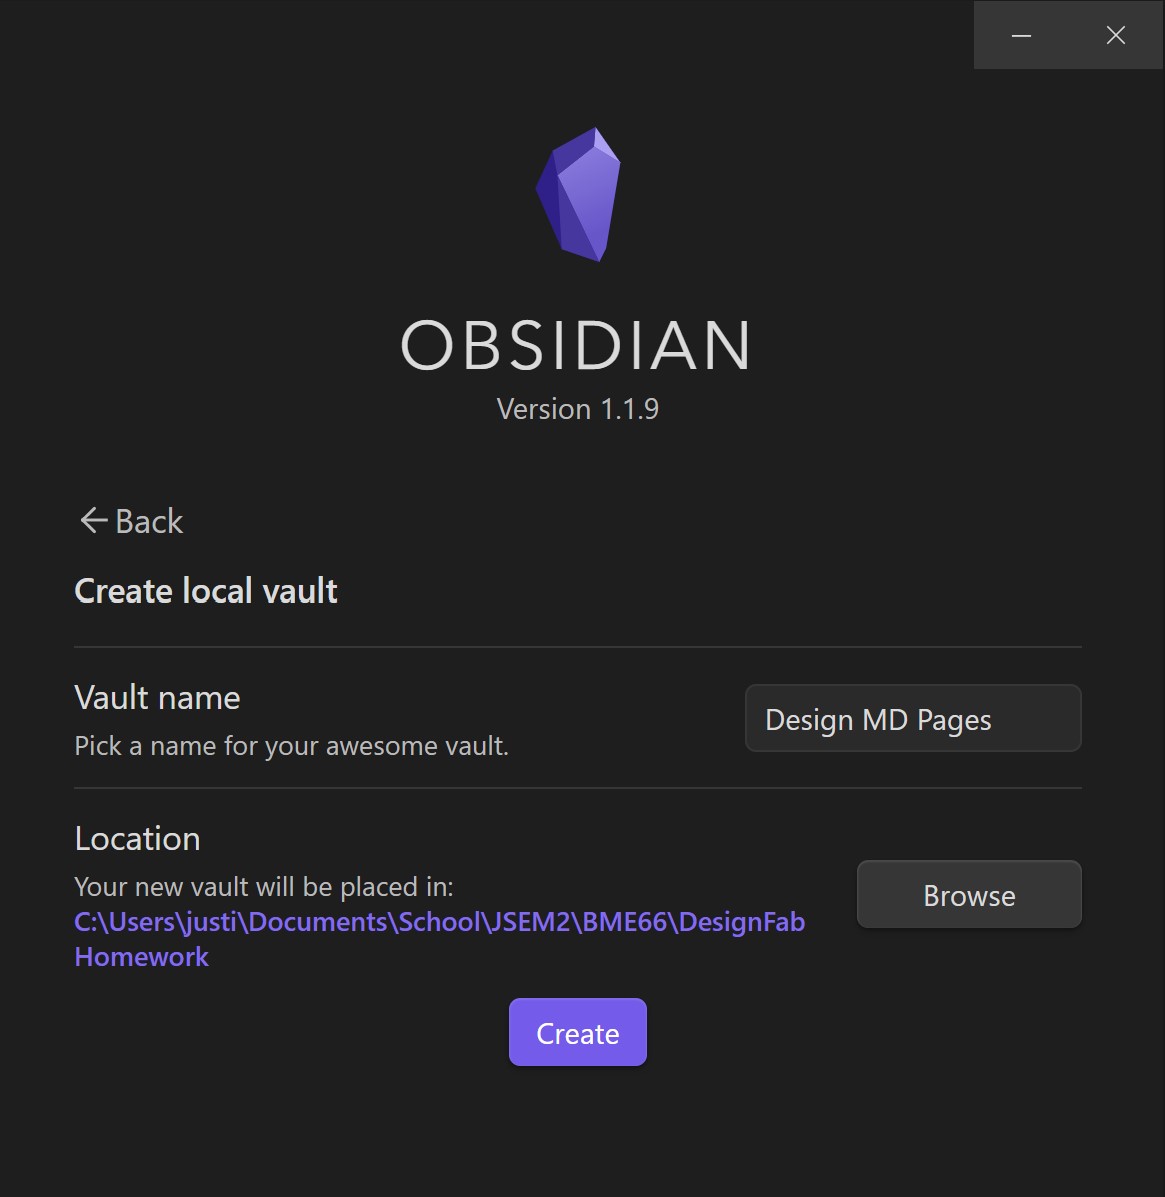 OBSIDIAN
Version 1.1.9
Back
Create local vault
Vault name
Pick a name for your awesome vault.
Design MD Pages
Location
Your new vault will be placed in:
C:\Users\justi\Documents\School\JSEM2\BME66\DesignFab
Homework
Browse
Create